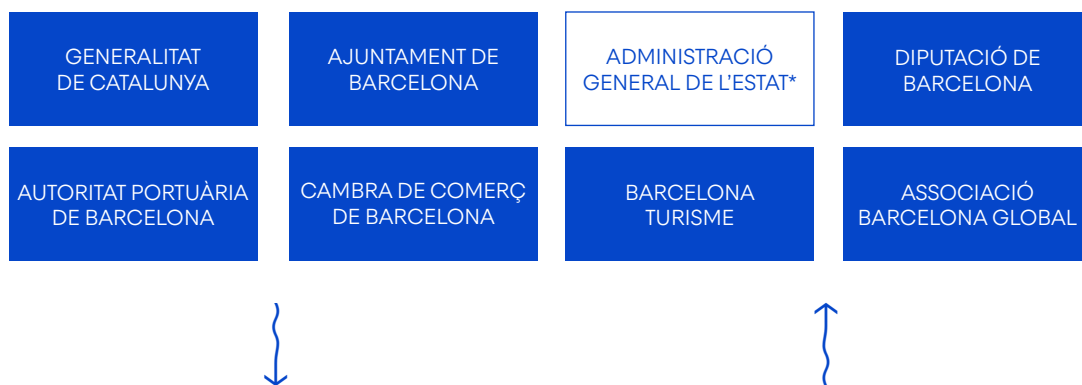 GENERALITAT
DE CATALUNYA
AJUNTAMENT DE
BARCELONA
ADMINISTRACIÓ
GENERAL DE L’ESTAT*
DIPUTACIÓ DE
BARCELONA
AUTORITAT PORTUÀRIA
DE BARCELONA
CAMBRA DE COMERÇ
DE BARCELONA
BARCELONA
TURISME
ASSOCIACIÓ
BARCELONA GLOBAL